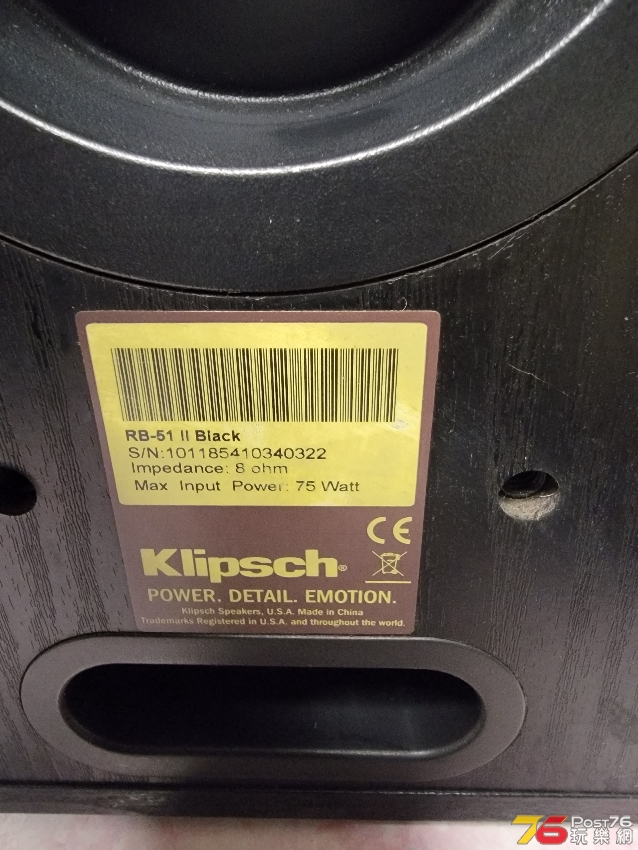 RB-51 II Black
S/N:101185410340322
Impedance: 8 ohm
Max Input Power: 75 Watt
CE
Klipsch®
POWER. DETAIL. EMOTION.
Klipsch Speakers, U.S.A. Made in China
Trademarks Registered in U.S.A. and throughout the world.
76 Post76
玩樂網